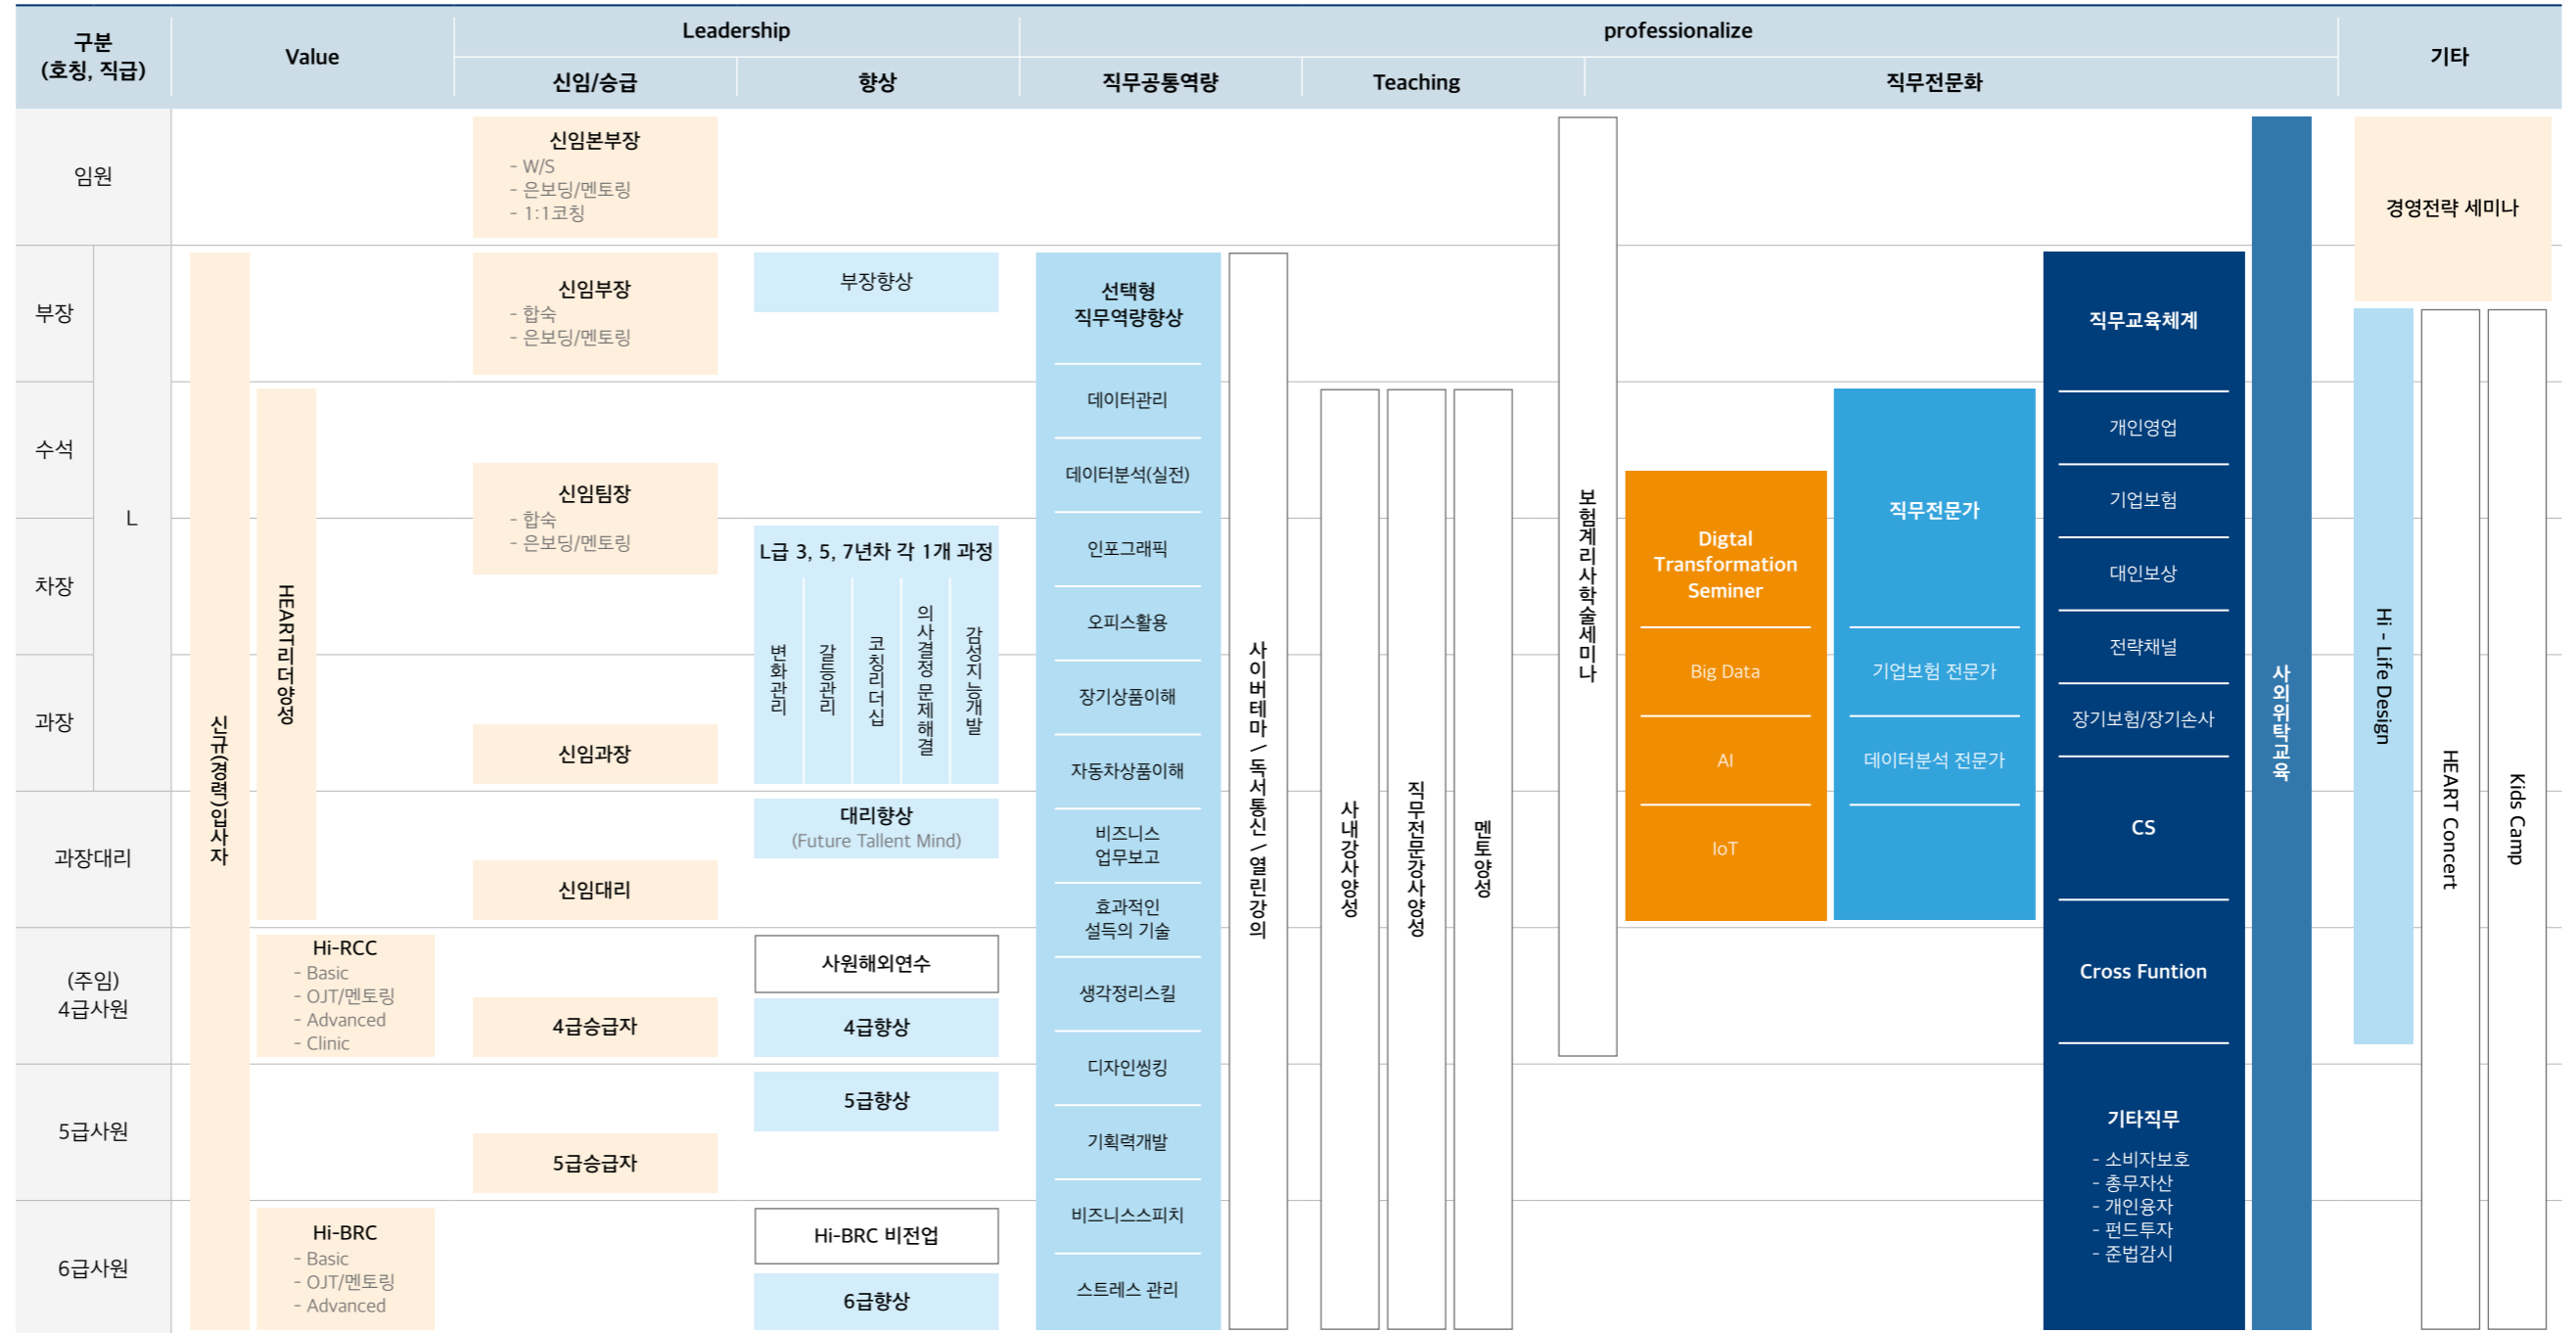 구분
(호칭, 직급)
Value
Leadership
신임/승급
향상
professionalize
직무공통역량
Teaching
직무전문화
기타
임원
부장
수석
차장
과장
L
과장대리
(주임)
4급사원
5급사원
6급사원
신규(경력)입사자
HEART리더양성
Hi-RCC
- Basic
- OJT/멘토링
- Advanced
- Clinic
Hi-BRC
- Basic
- OJT/멘토링
- Advanced
신임본부장
- W/S
- 은보딩/멘토링
- 1:1코칭
신임부장
- 합숙
- 은보딩/멘토링
신임팀장
- 합숙
- 은보딩/멘토링
신임과장
신임대리
4급승급자
5급승급자
부장향상
L급 3, 5, 7년차 각 1개 과정
변화관리
갈등관리
코칭리더십
의사결정 문제해결
감성지능개발
대리향상
(Future Tallent Mind)
사원해외연수
4급향상
5급향상
Hi-BRC 비전업
6급향상
선택형
직무역량향상
데이터관리
데이터분석(실전)
인포그래픽
오피스활용
장기상품이해
자동차상품이해
비즈니스
업무보고
효과적인
설득의 기술
생각정리스킬
디자인씽킹
기획력개발
비즈니스스피치
스트레스 관리
사이버테마 \ 독서통신 \ 열린강의
사내강사양성
직무전문강사양성
멘토양성
보험계리사학술세미나
Digtal
Transformation
Seminer
Big Data
AI
IoT
직무전문가
기업보험 전문가
데이터분석 전문가
직무교육체계
개인영업
기업보험
대인보상
전략채널
장기보험/장기손사
CS
Cross Funtion
기타직무
- 소비자보호
- 총무자산
- 개인융자
- 펀드투자
- 준법감시
사외위탁교육
경영전략 세미나
Hi - Life Design
HEART Concert
Kids Camp